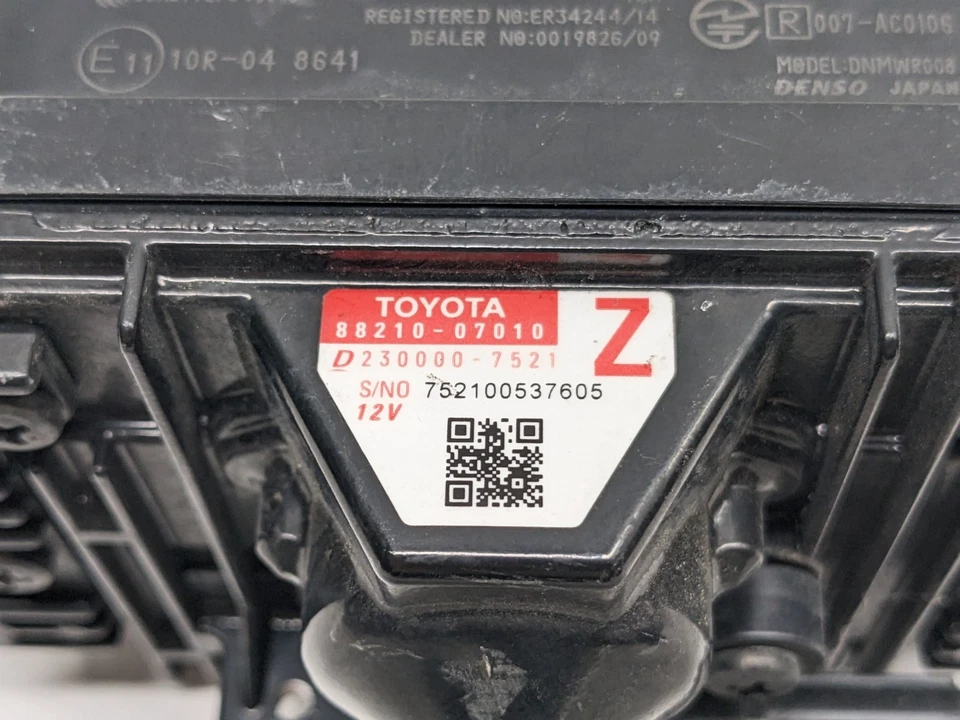 REGISTERED NO:ER34244/14
DEALER NO:0019826/09
E 11 10R-04 8641
R 007-AC0106
MODEL:DNMWR008
DENSO JAPAN
TOYOTA
88210-07010
Z
D 230000-7521
S/NO 752100537605
12V